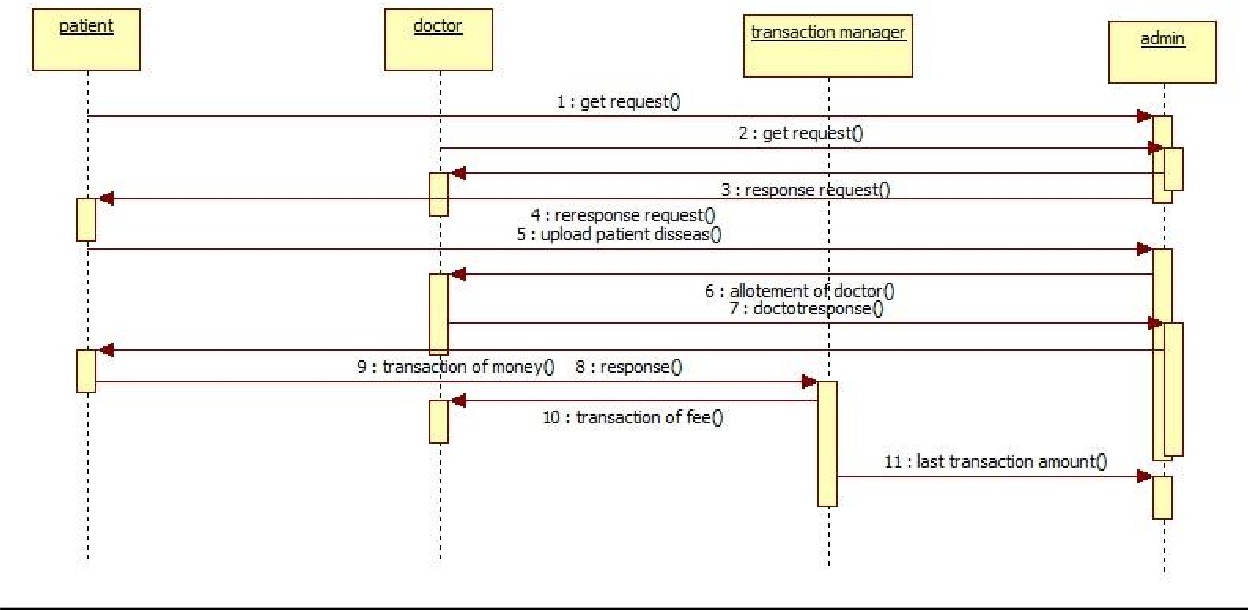 patient
doctor
transaction manager
admin
1 : get request()
2 : get request()
3 : response request()
4 : reresponse request()
5 : upload patient disseas()
6 : allotement of doctor()
7 : doctotresponse()
9 : transaction of money()
8 : response()
10 : transaction of fee()
11 : last transaction amount()